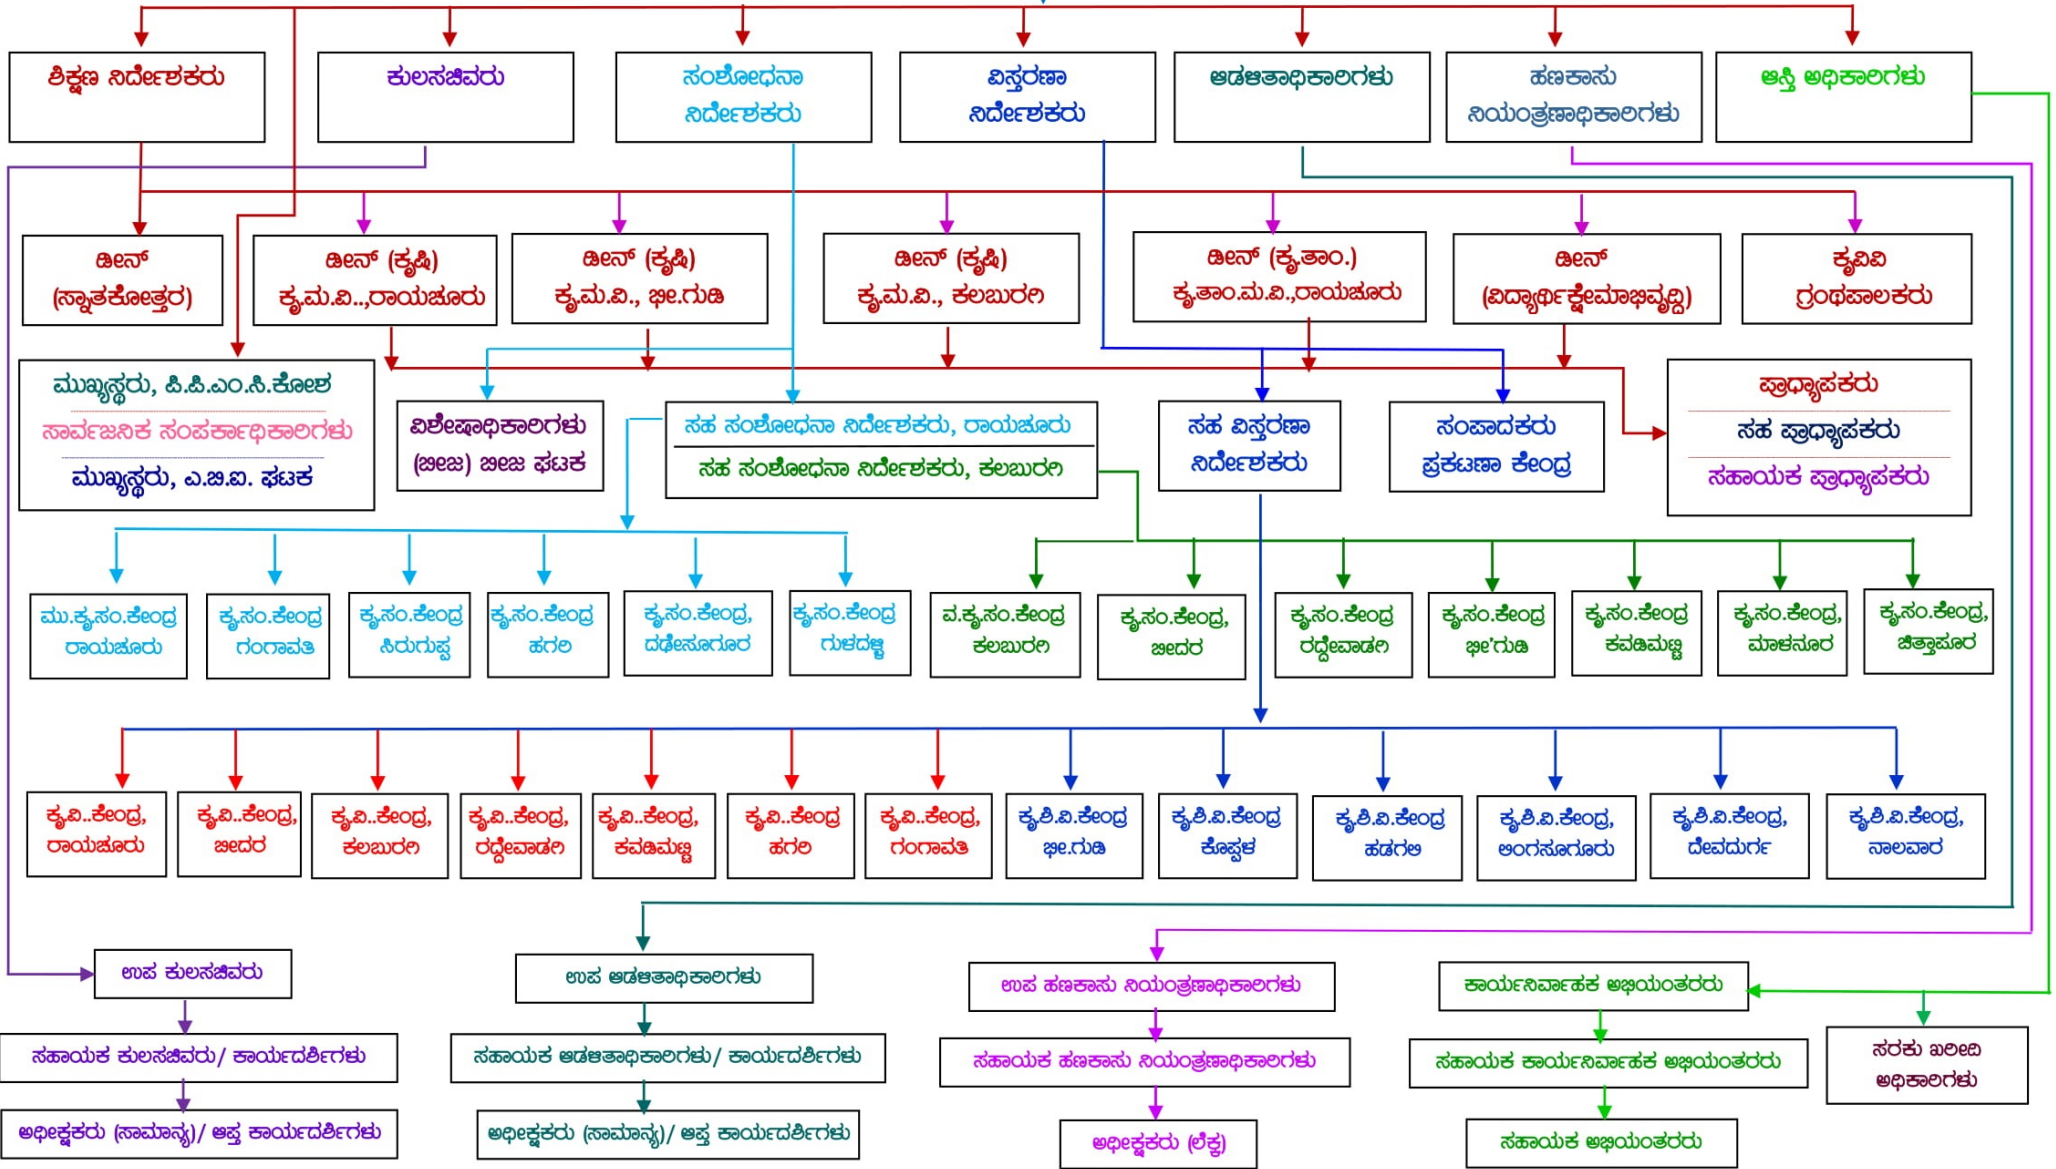 ಶಿಕ್ಷಣ ನಿರ್ದೇಶಕರು
ಕುಲಸಚಿವರು
ಸಂಶೋಧನಾ
ನಿರ್ದೇಶಕರು
ವಿಸ್ತರಣಾ
ನಿರ್ದೇಶಕರು
ಆಡಳಿತಾಧಿಕಾರಿಗಳು
ಹಣಕಾಸು
ನಿಯಂತ್ರಣಾಧಿಕಾರಿಗಳು
ಆಸ್ತಿ ಅಧಿಕಾರಿಗಳು
ಡೀನ್
(ಸ್ನಾತಕೋತ್ತರ)
ಡೀನ್ (ಕೃಷಿ)
ಕೃ.ಮ.ವಿ..,ರಾಯಚೂರು
ಡೀನ್ (ಕೃಷಿ)
ಕೃ.ಮ.ವಿ., ಭೀ.ಗುಡಿ
ಡೀನ್ (ಕೃಷಿ)
ಕೃ.ಮ.ವಿ., ಕಲಬುರಗಿ
ಡೀನ್ (ಕೃ.ತಾಂ.)
ಕೃ.ತಾಂ.ಮ.ವಿ.,ರಾಯಚೂರು
ಡೀನ್
(ವಿದ್ಯಾರ್ಥಿಕ್ಷೇಮಾಭಿವೃದ್ದಿ)
ಕೃವಿವಿ
ಗ್ರಂಥಪಾಲಕರು
ಮುಖ್ಯಸ್ಥರು, ಪಿ.ಪಿ.ಎಂ.ಸಿ.ಕೋಶ
ಸಾರ್ವಜನಿಕ ಸಂಪರ್ಕಾಧಿಕಾರಿಗಳು
ಮುಖ್ಯಸ್ಥರು, ಎ.ಬಿ.ಐ. ಘಟಕ
ವಿಶೇಷಾಧಿಕಾರಿಗಳು
(ಬೀಜ) ಬೀಜ ಘಟಕ
ಸಹ ಸಂಶೋಧನಾ ನಿರ್ದೇಶಕರು, ರಾಯಚೂರು
ಸಹ ಸಂಶೋಧನಾ ನಿರ್ದೇಶಕರು, ಕಲಬುರಗಿ
ಸಹ ವಿಸ್ತರಣಾ
ನಿರ್ದೇಶಕರು
ಸಂಪಾದಕರು
ಪ್ರಕಟಣಾ ಕೇಂದ್ರ
ಪ್ರಾಧ್ಯಾಪಕರು
ಸಹ ಪ್ರಾಧ್ಯಾಪಕರು
ಸಹಾಯಕ ಪ್ರಾಧ್ಯಾಪಕರು
ಮು.ಕೃ.ಸಂ.ಕೇಂದ್ರ
ರಾಯಚೂರು
ಕೃ.ಸಂ.ಕೇಂದ್ರ
ಗಂಗಾವತಿ
ಕೃ.ಸಂ.ಕೇಂದ್ರ
ಸಿರುಗುಪ್ಪ
ಕೃ.ಸಂ.ಕೇಂದ್ರ
ಹಗರಿ
ಕೃ.ಸಂ.ಕೇಂದ್ರ,
ದಢೇಸೂಗೂರ
ಕೃ.ಸಂ.ಕೇಂದ್ರ,
ಗುಳದಳ್ಳಿ
ವ.ಕೃ.ಸಂ.ಕೇಂದ್ರ
ಕಲಬುರಗಿ
ಕೃ.ಸಂ.ಕೇಂದ್ರ,
ಬೀದರ
ಕೃ.ಸಂ.ಕೇಂದ್ರ
ರದ್ದೇವಾಡಗಿ
ಕೃ.ಸಂ.ಕೇಂದ್ರ
ಭೀ'ಗುಡಿ
ಕೃ.ಸಂ.ಕೇಂದ್ರ
ಕವಡಿಮಟ್ಟಿ
ಕೃ.ಸಂ.ಕೇಂದ್ರ,
ಮಾಳನೂರ
ಕೃ.ಸಂ.ಕೇಂದ್ರ,
ಚಿತ್ತಾಪೂರ
ಕೃ.ವಿ..ಕೇಂದ್ರ,
ರಾಯಚೂರು
ಕೃ.ವಿ..ಕೇಂದ್ರ,
ಬೀದರ
ಕೃ.ವಿ..ಕೇಂದ್ರ,
ಕಲಬುರಗಿ
ಕೃ.ವಿ..ಕೇಂದ್ರ,
ರದ್ದೇವಾಡಗಿ
ಕೃ.ವಿ..ಕೇಂದ್ರ,
ಕವಡಿಮಟ್ಟಿ
ಕೃ.ವಿ..ಕೇಂದ್ರ
ಹಗರಿ
ಕೃ.ವಿ..ಕೇಂದ್ರ,
ಗಂಗಾವತಿ
ಕೃ.ಶಿ.ವಿ.ಕೇಂದ್ರ
ಭೀ.ಗುಡಿ
ಕೃ.ಶಿ.ವಿ.ಕೇಂದ್ರ
ಕೊಪ್ಪಳ
ಕೃ.ಶಿ.ವಿ.ಕೇಂದ್ರ
ಹಡಗಲಿ
ಕೃ.ಶಿ.ವಿ.ಕೇಂದ್ರ,
ಲಿಂಗಸೂಗೂರು
ಕೃ.ಶಿ.ವಿ.ಕೇಂದ್ರ,
ದೇವದುರ್ಗ
ಕೃ.ಶಿ.ವಿ.ಕೇಂದ್ರ,
ನಾಲವಾರ
ಉಪ ಕುಲಸಚಿವರು
ಉಪ ಆಡಳಿತಾಧಿಕಾರಿಗಳು
ಉಪ ಹಣಕಾಸು ನಿಯಂತ್ರಣಾಧಿಕಾರಿಗಳು
ಕಾರ್ಯನಿರ್ವಾಹಕ ಅಭಿಯಂತರರು
ಸಹಾಯಕ ಕುಲಸಚಿವರು/ ಕಾರ್ಯದರ್ಶಿಗಳು
ಸಹಾಯಕ ಆಡಳಿತಾಧಿಕಾರಿಗಳು/ ಕಾರ್ಯದರ್ಶಿಗಳು
ಸಹಾಯಕ ಹಣಕಾಸು ನಿಯಂತ್ರಣಾಧಿಕಾರಿಗಳು
ಸಹಾಯಕ ಕಾರ್ಯನಿರ್ವಾಹಕ ಅಭಿಯಂತರರು
ಸರಕು ಖರೀದಿ
ಅಧಿಕಾರಿಗಳು
ಅಧೀಕ್ಷಕರು (ಸಾಮಾನ್ಯ)/ ಆಪ್ತ ಕಾರ್ಯದರ್ಶಿಗಳು
ಅಧೀಕ್ಷಕರು (ಸಾಮಾನ್ಯ)/ ಆಪ್ತ ಕಾರ್ಯದರ್ಶಿಗಳು
ಅಧೀಕ್ಷಕರು (ಲೆಕ್ಕ)
ಸಹಾಯಕ ಅಭಿಯಂತರರು